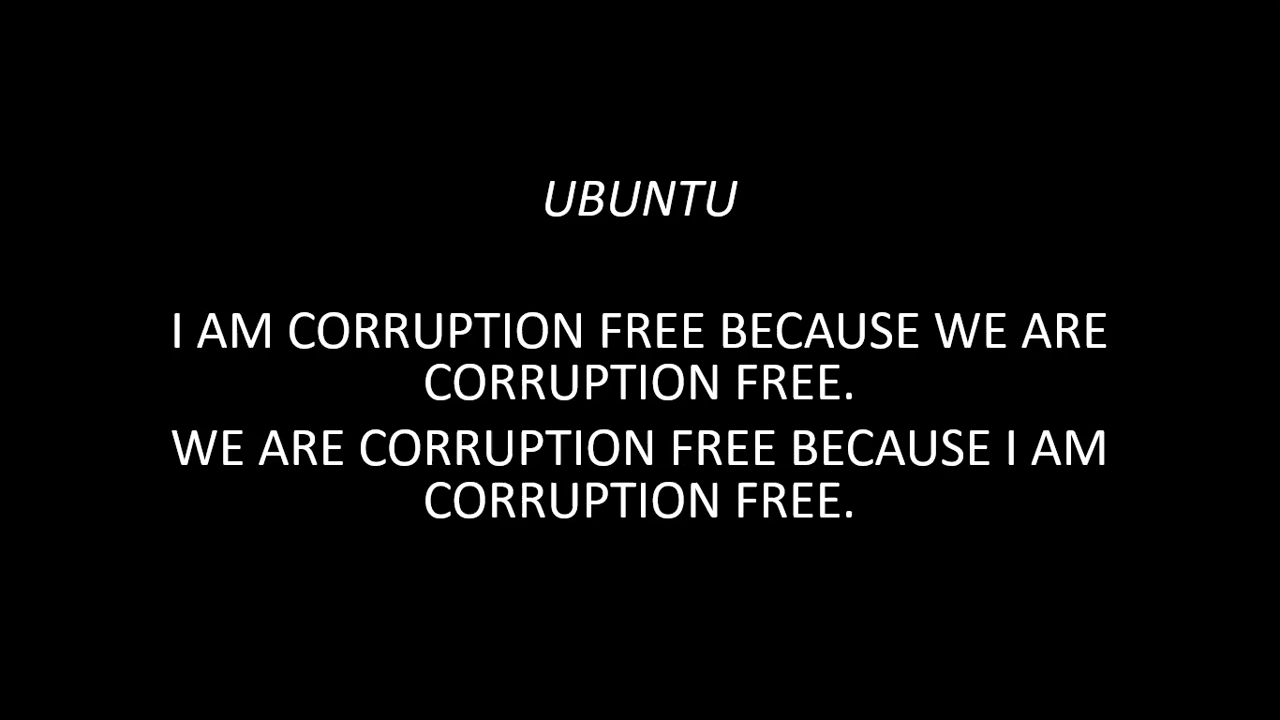 UBUNTU
I AM CORRUPTION FREE BECAUSE WE ARE
CORRUPTION FREE.
WE ARE CORRUPTION FREE BECAUSE I AM
CORRUPTION FREE.